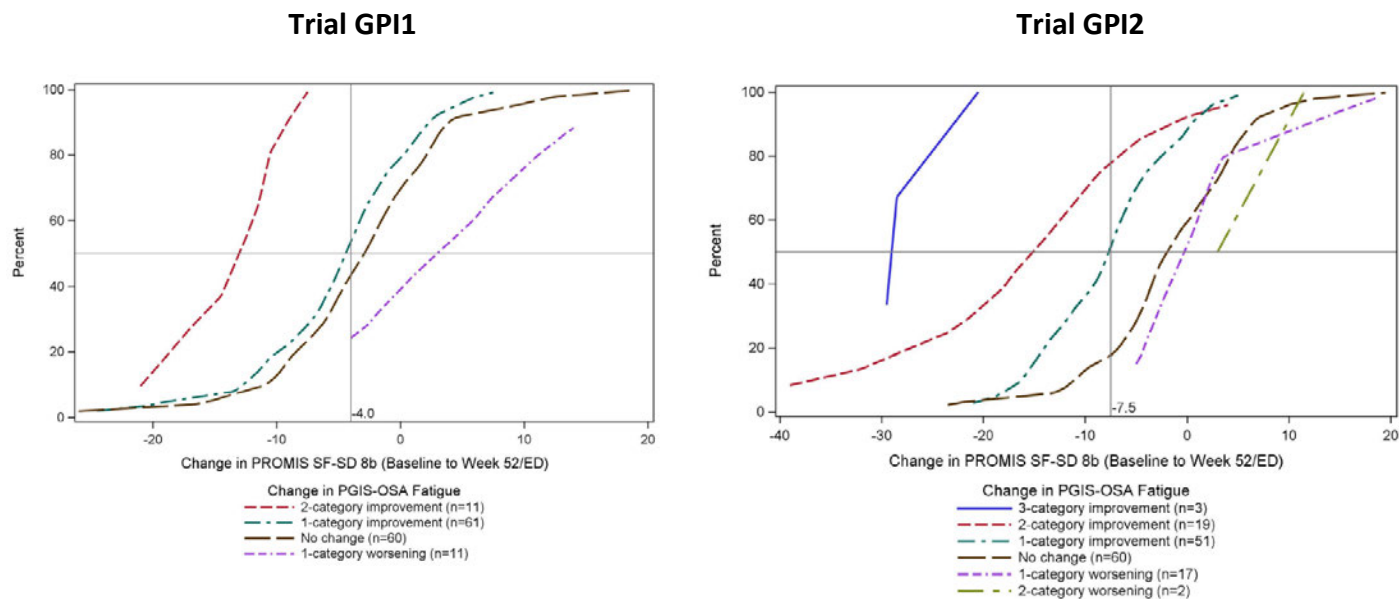 Trial GPI1
100
80
60
40
20
0
Percent
-4.0
-20
-10
0
10
20
Change in PROMIS SF-SD 8b (Baseline to Week 52/ED)
Change in PGIS-OSA Fatigue
2-category improvement (n=11)
1-category improvement (n=61)
No change (n=60)
1-category worsening (n=11)
Trial GPI2
100
80
60
40
20
0
Percent
-7.5
-40
-30
-20
-10
0
10
20
Change in PROMIS SF-SD 8b (Baseline to Week 52/ED)
Change in PGIS-OSA Fatigue
3-category improvement (n=3)
2-category improvement (n=19)
1-category improvement (n=51)
No change (n=60)
1-category worsening (n=17)
2-category worsening (n=2)